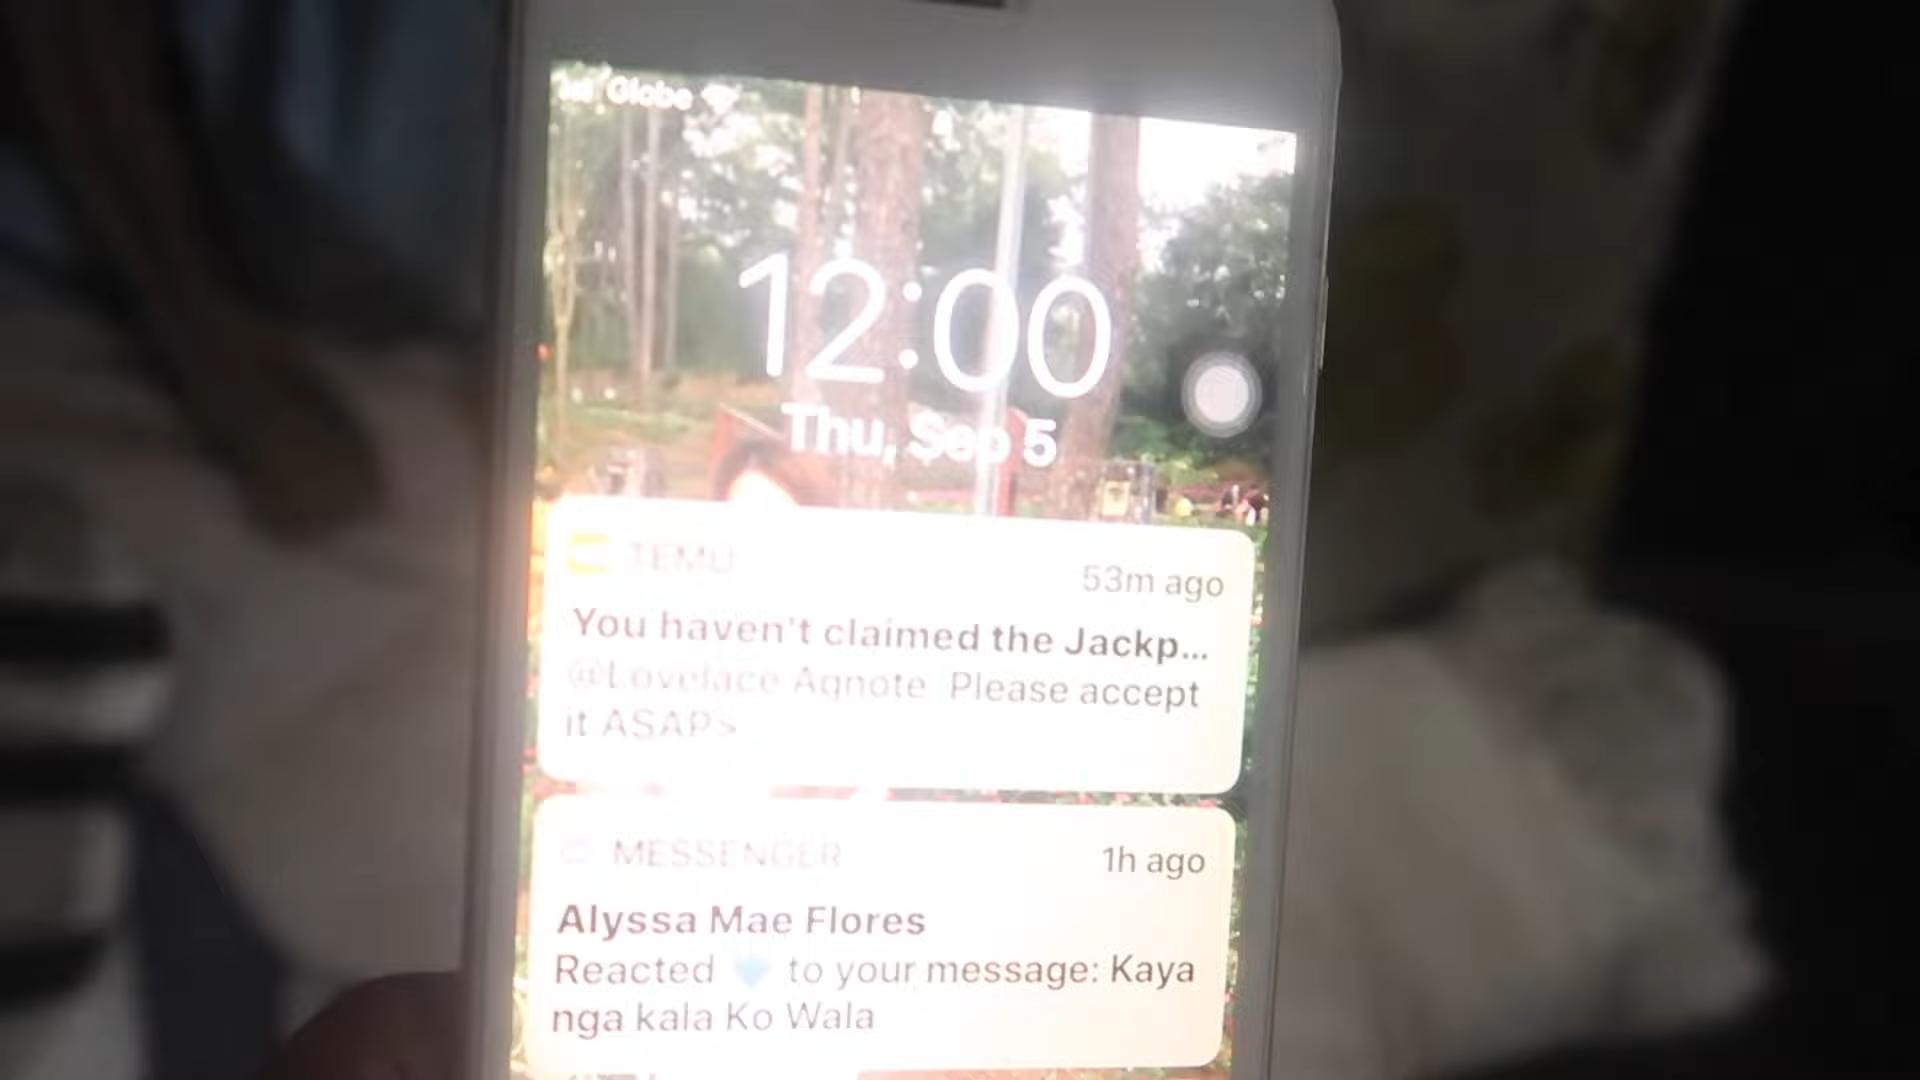 Globe
12:00
Thu, Sep 5
TEMU
53m ago
You haven't claimed the Jackp...
@Lovelace Agnote Please accept
it ASAP>
MESSENGER
1h ago
Alyssa Mae Flores
Reacted 💙 to your message: Kaya
nga kala Ko Wala